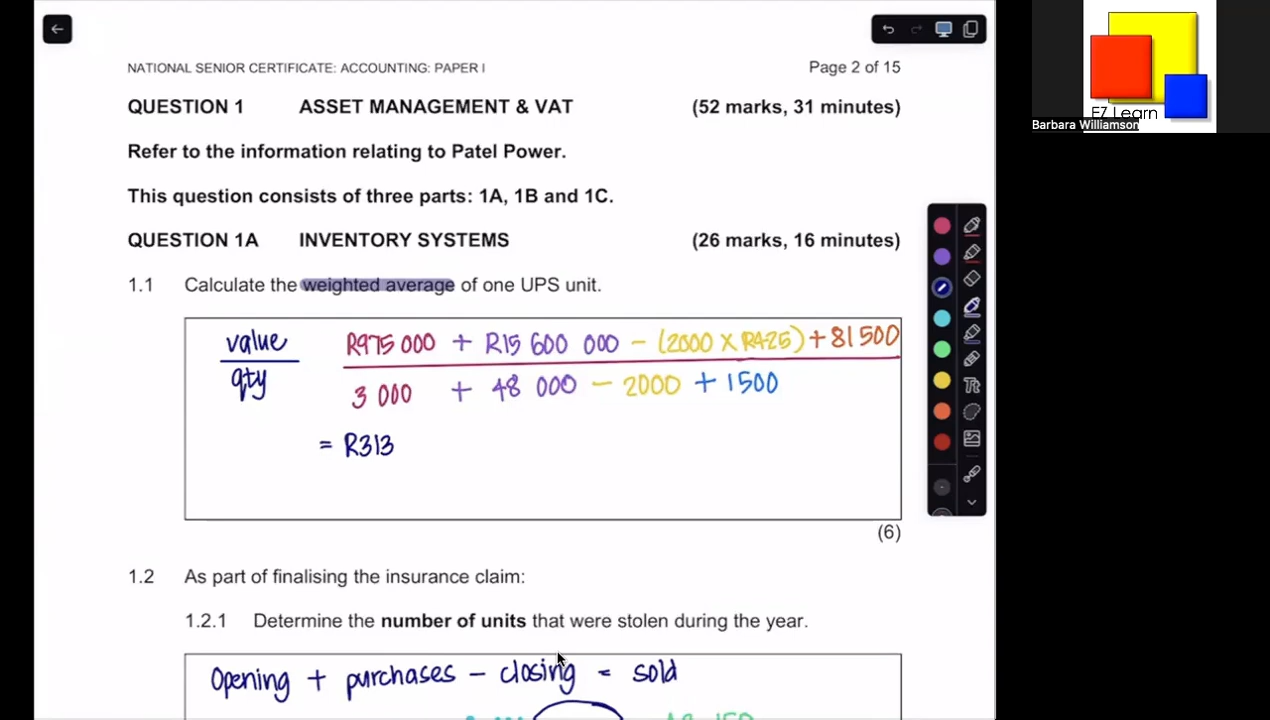 NATIONAL SENIOR CERTIFICATE: ACCOUNTING: PAPER I Page 2 of 15
EZ Learn
Barbara Williamson
QUESTION 1 ASSET MANAGEMENT & VAT (52 marks, 31 minutes)
Refer to the information relating to Patel Power.
This question consists of three parts: 1A, 1B and 1C.
QUESTION 1A INVENTORY SYSTEMS (26 marks, 16 minutes)
1.1 Calculate the weighted average of one UPS unit.
value R975 000 + R15 600 000 - (2000 X R425) + 81 500
qty 3 000 + 48 000 - 2000 + 1500
= R313
(6)
1.2 As part of finalising the insurance claim:
1.2.1 Determine the number of units that were stolen during the year.
Opening + purchases - closing = sold